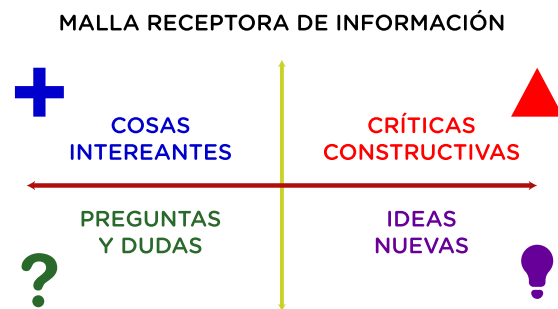 MALLA RECEPTORA DE INFORMACIÓN
COSAS
INTEREANTES
CRÍTICAS
CONSTRUCTIVAS
PREGUNTAS
Y DUDAS
IDEAS
NUEVAS
?